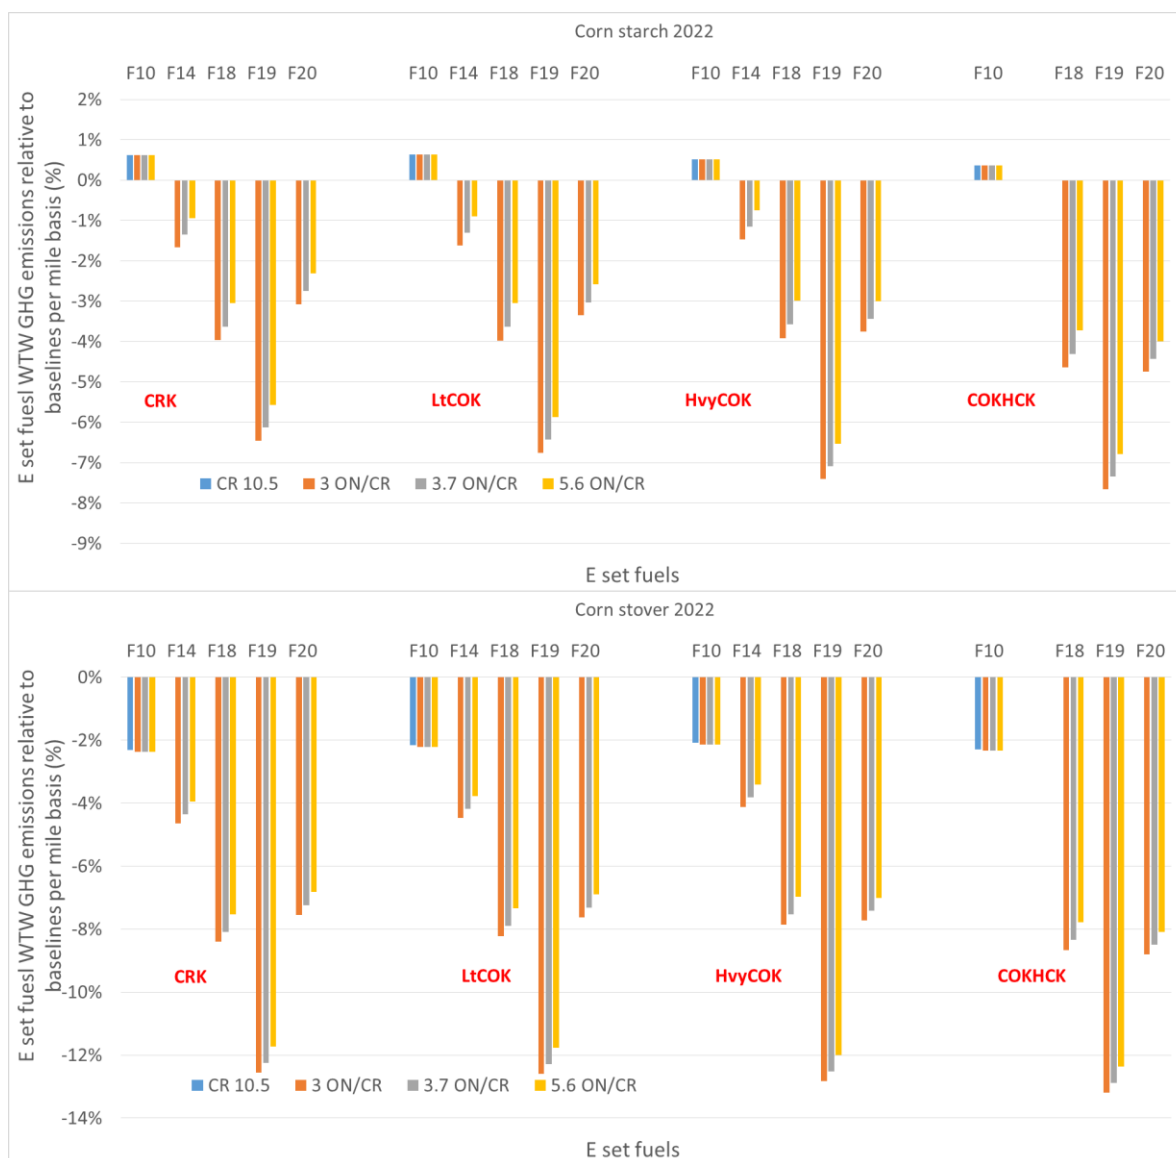 Corn starch 2022
F10 F14 F18 F19 F20 F10 F14 F18 F19 F20 F10 F14 F18 F19 F20 F10 F18 F19 F20
E set fuesl WTW GHG emissions relative to
baselines per mile basis (%)
2%
1%
0%
-1%
-2%
-3%
-4%
-5%
-6%
-7%
-8%
-9%
CRK LtCOK HvyCOK COKHCK
CR 10.5 3 ON/CR 3.7 ON/CR 5.6 ON/CR
E set fuels
Corn stover 2022
F10 F14 F18 F19 F20 F10 F14 F18 F19 F20 F10 F14 F18 F19 F20 F10 F18 F19 F20
E set fuesl WTW GHG emissions relative to
baselines per mile basis (%)
0%
-2%
-4%
-6%
-8%
-10%
-12%
-14%
CRK LtCOK HvyCOK COKHCK
CR 10.5 3 ON/CR 3.7 ON/CR 5.6 ON/CR
E set fuels